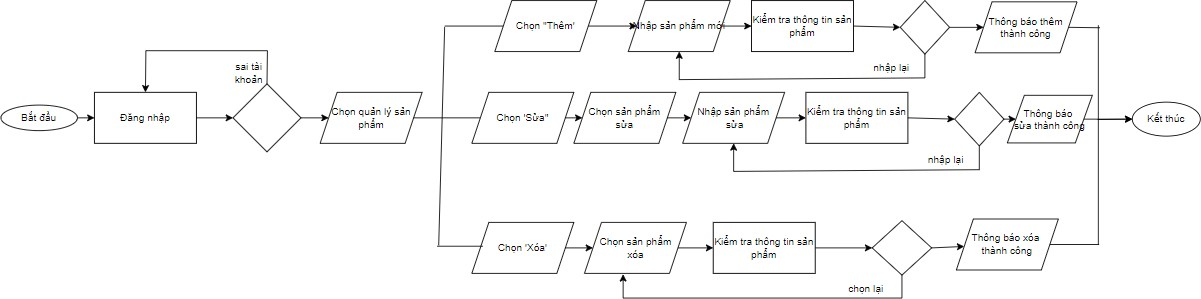 Bắt đầu
Đăng nhập
sai tài
khoản
Chọn quản lý sản
phẩm
Chọn "Thêm'
Nhập sản phẩm mới
Kiểm tra thông tin sản
phẩm
nhập lại
Thông báo thêm
thành công
Chọn 'Sửa"
Chọn sản phẩm
sửa
Nhập sản phẩm
sửa
Kiểm tra thông tin sản
phẩm
nhập lại
Thông báo
sửa thành công
Kết thúc
Chọn 'Xóa'
Chọn sản phẩm
xóa
Kiểm tra thông tin sản
phẩm
chọn lại
Thông báo xóa
thành công